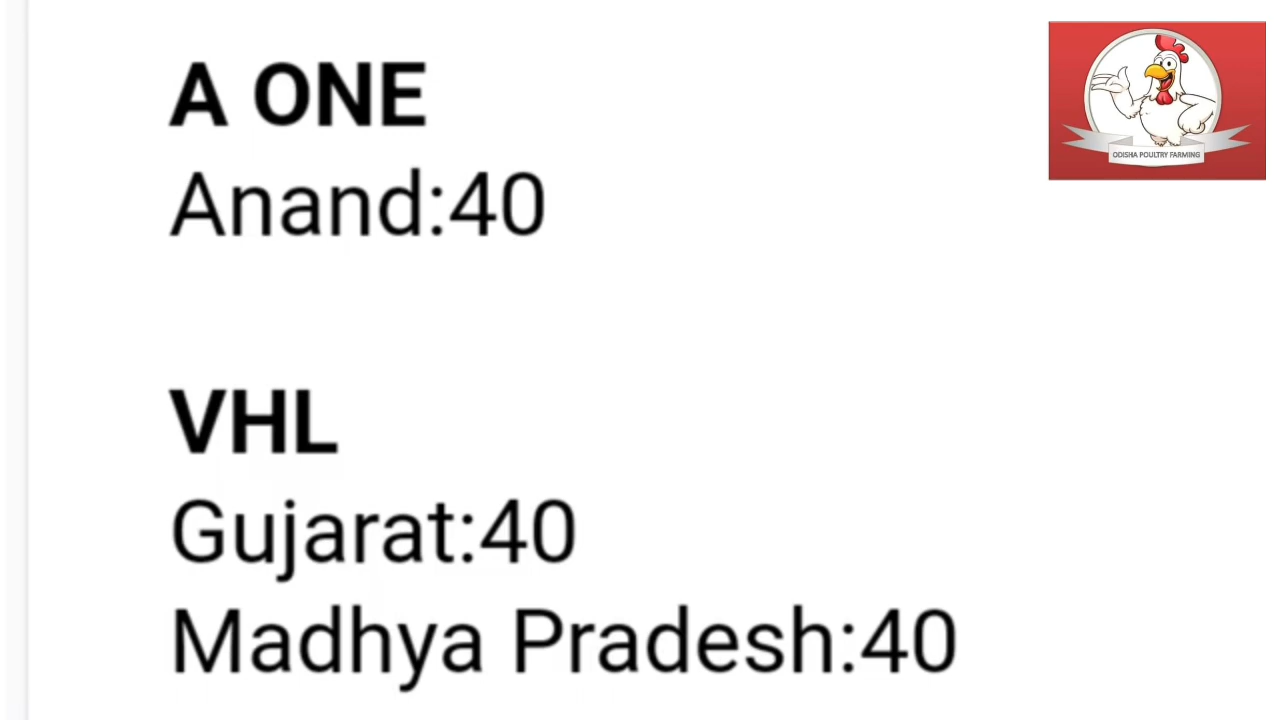 A ONE
Anand:40
VHL
Gujarat:40
Madhya Pradesh:40
ODISHA POULTRY FARMING